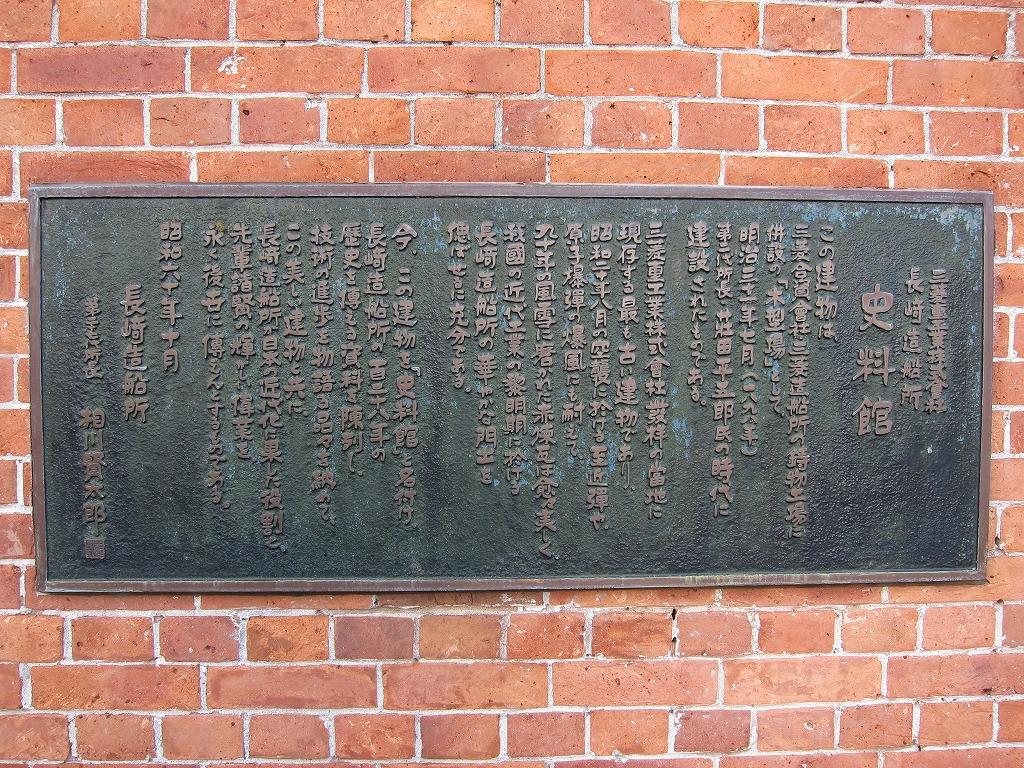 三菱重工業株式會社
長崎造船所
史料館
この建物は
三菱合資會社三菱造船所の鋳物工場に
併設の「木型場」として、
明治三十一年七月(一八九八年)
第二代所長 荘田平五郎氏の時代に
建設されたものである。
三菱重工業株式會社發祥の當地に
現存する最も古い建物であり、
昭和二十年八月の空襲に於ける至近彈や
原子爆彈の爆風にも耐えて、
九十年の風雪に磨かれた赤煉瓦は愈々美しく
我國の近代工業の黎明期に於ける
長崎造船所の華やかな門出を
偲ばせるに充分である。
今、この建物を「史料館」と名付け、
長崎造船所の百二十八年の
歴史を傳える資料を陳列し、
技術の進歩を物語る品々を納めて、
この美しい建物と共に
長崎造船所が日本の近代化に果した役割と、
先輩諸賢の輝かしい偉業を
永く後世に傳えんとするものである。
昭和六十年十月
長崎造船所
所長
相川賢太郎